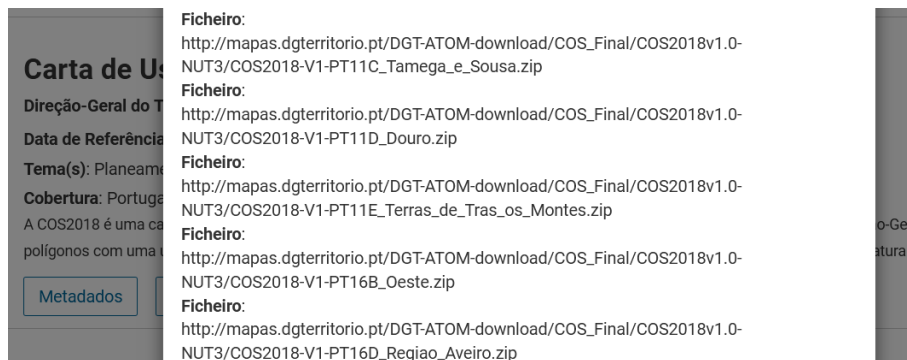 Ficheiro:
http://mapas.dgterritorio.pt/DGT-ATOM-download/COS_Final/COS2018v1.0-
NUT3/COS2018-V1-PT11C_Tamega_e_Sousa.zip
Ficheiro:
http://mapas.dgterritorio.pt/DGT-ATOM-download/COS_Final/COS2018v1.0-
NUT3/COS2018-V1-PT11D_Douro.zip
Ficheiro:
http://mapas.dgterritorio.pt/DGT-ATOM-download/COS_Final/COS2018v1.0-
NUT3/COS2018-V1-PT11E_Terras_de_Tras_os_Montes.zip
Ficheiro:
http://mapas.dgterritorio.pt/DGT-ATOM-download/COS_Final/COS2018v1.0-
NUT3/COS2018-V1-PT16B_Oeste.zip
Ficheiro:
http://mapas.dgterritorio.pt/DGT-ATOM-download/COS_Final/COS2018v1.0-
NUT3/COS2018-V1-PT16D_Regiao_Aveiro.zip
Carta de Us
Direção-Geral do T
Data de Referência
Tema(s): Planeame
Cobertura: Portuga
A COS2018 é uma ca
polígonos com uma
Metadados
o-Ge
atura